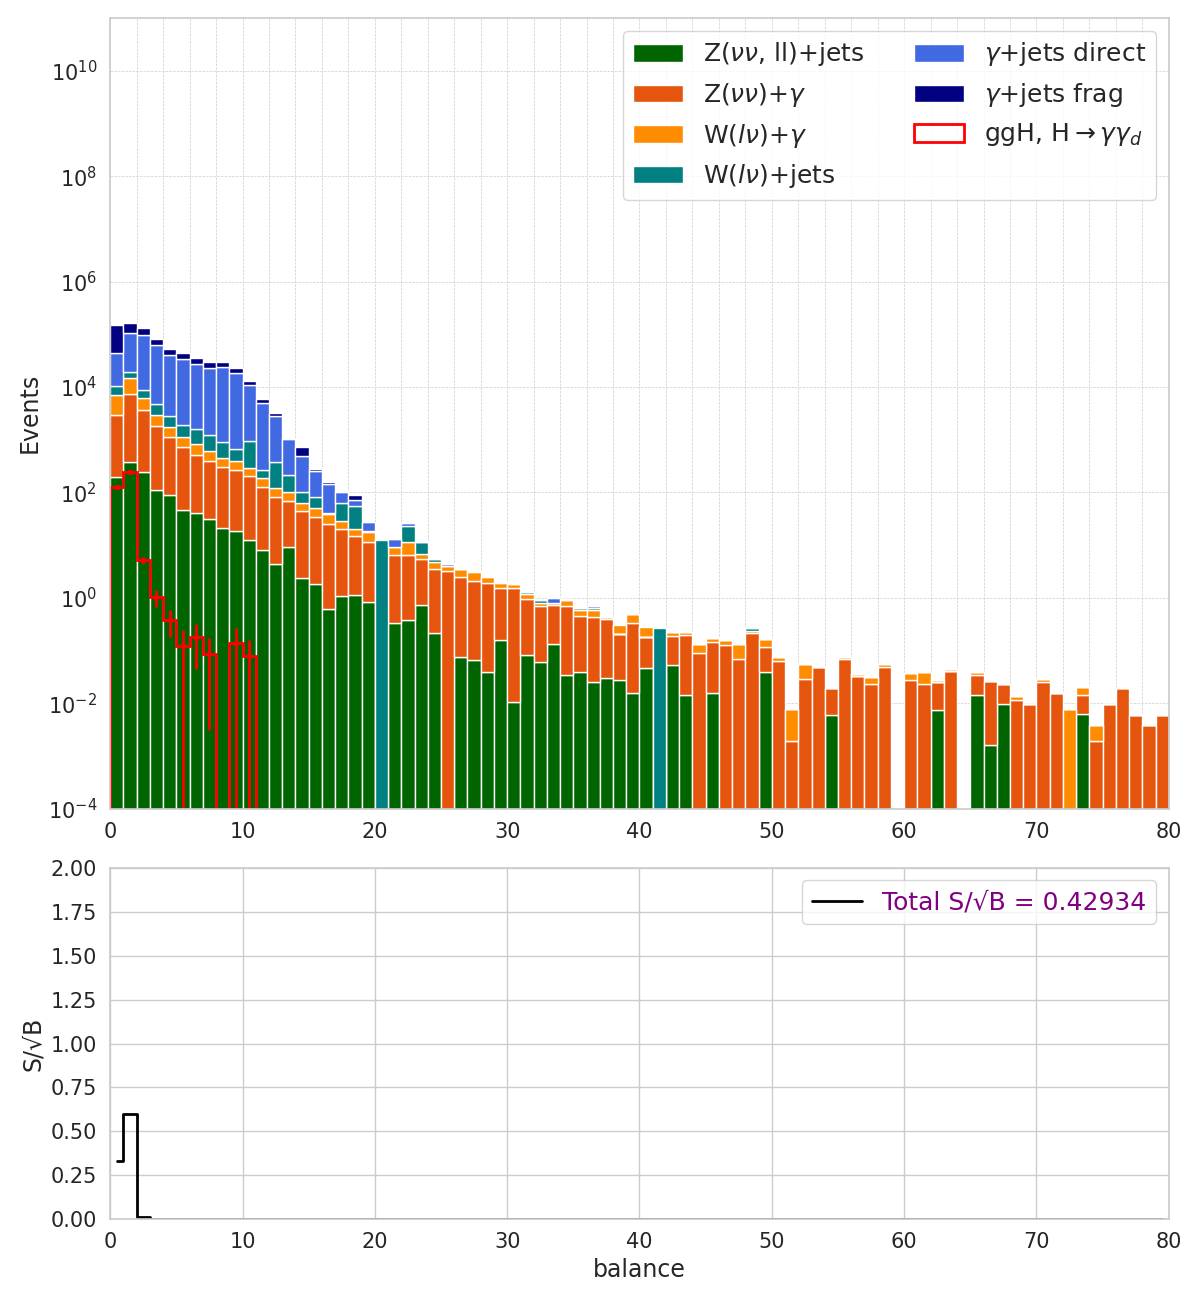 Z(νν, ll)+jets
Z(νν)+γ
W(lν)+γ
W(lν)+jets
γ+jets direct
γ+jets frag
ggH, H→γγ_d
Events
10^10
10^8
10^6
10^4
10^2
10^0
10^−2
10^−4
0 10 20 30 40 50 60 70 80
Total S/√B = 0.42934
S/√B
2.00
1.75
1.50
1.25
1.00
0.75
0.50
0.25
0.00
0 10 20 30 40 50 60 70 80
balance